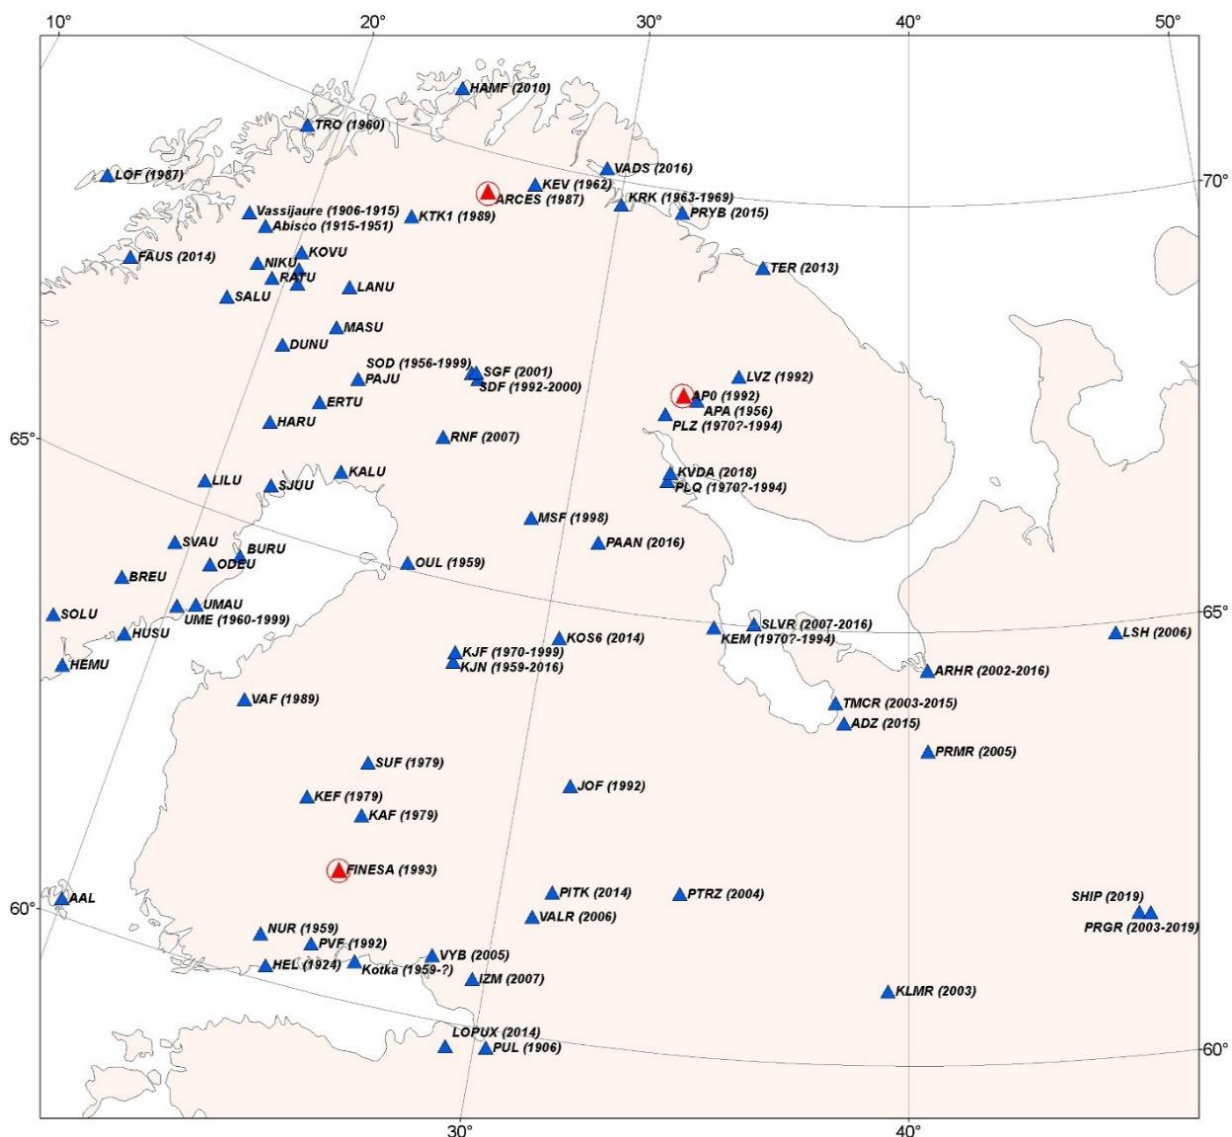 10°
20°
30°
40°
50°
HAMF (2010)
TRO (1960)
LOF (1987)
VADS (2016)
KEV (1962)
ARCES (1987)
KRK (1963-1969)
70°
Vassijaure (1906-1915)
KTK1 (1989)
PRYB (2015)
Abisco (1915-1951)
FAUS (2014)
KOVU
NIKU
TER (2013)
RATU
LANU
SALU
MASU
DUNU
SOD (1956-1999)
SGF (2001)
PAJU
SDF (1992-2000)
LVZ (1992)
AP0 (1992)
ERTU
APA (1956)
HARU
PLZ (1970?-1994)
65°
RNF (2007)
KALU
KVDA (2018)
LILU
SJUU
PLQ (1970?-1994)
MSF (1998)
SVAU
PAAN (2016)
BURU
ODEU
OUL (1959)
BREU
UMAU
65°
SOLU
UME (1960-1999)
SLVR (2007-2016)
HUSU
KOS6 (2014)
KEM (1970?-1994)
LSH (2006)
KJF (1970-1999)
HEMU
KJN (1959-2016)
ARHR (2002-2016)
VAF (1989)
TMCR (2003-2015)
ADZ (2015)
PRMR (2005)
SUF (1979)
JOF (1992)
KEF (1979)
KAF (1979)
FINESA (1993)
AAL
PITK (2014)
PTRZ (2004)
SHIP (2019)
60°
VALR (2006)
PRGR (2003-2019)
NUR (1959)
PVF (1992)
VYB (2005)
HEL (1924)
Kotka (1959-?)
IZM (2007)
KLMR (2003)
LOPUX (2014)
PUL (1906)
60°
30°
40°